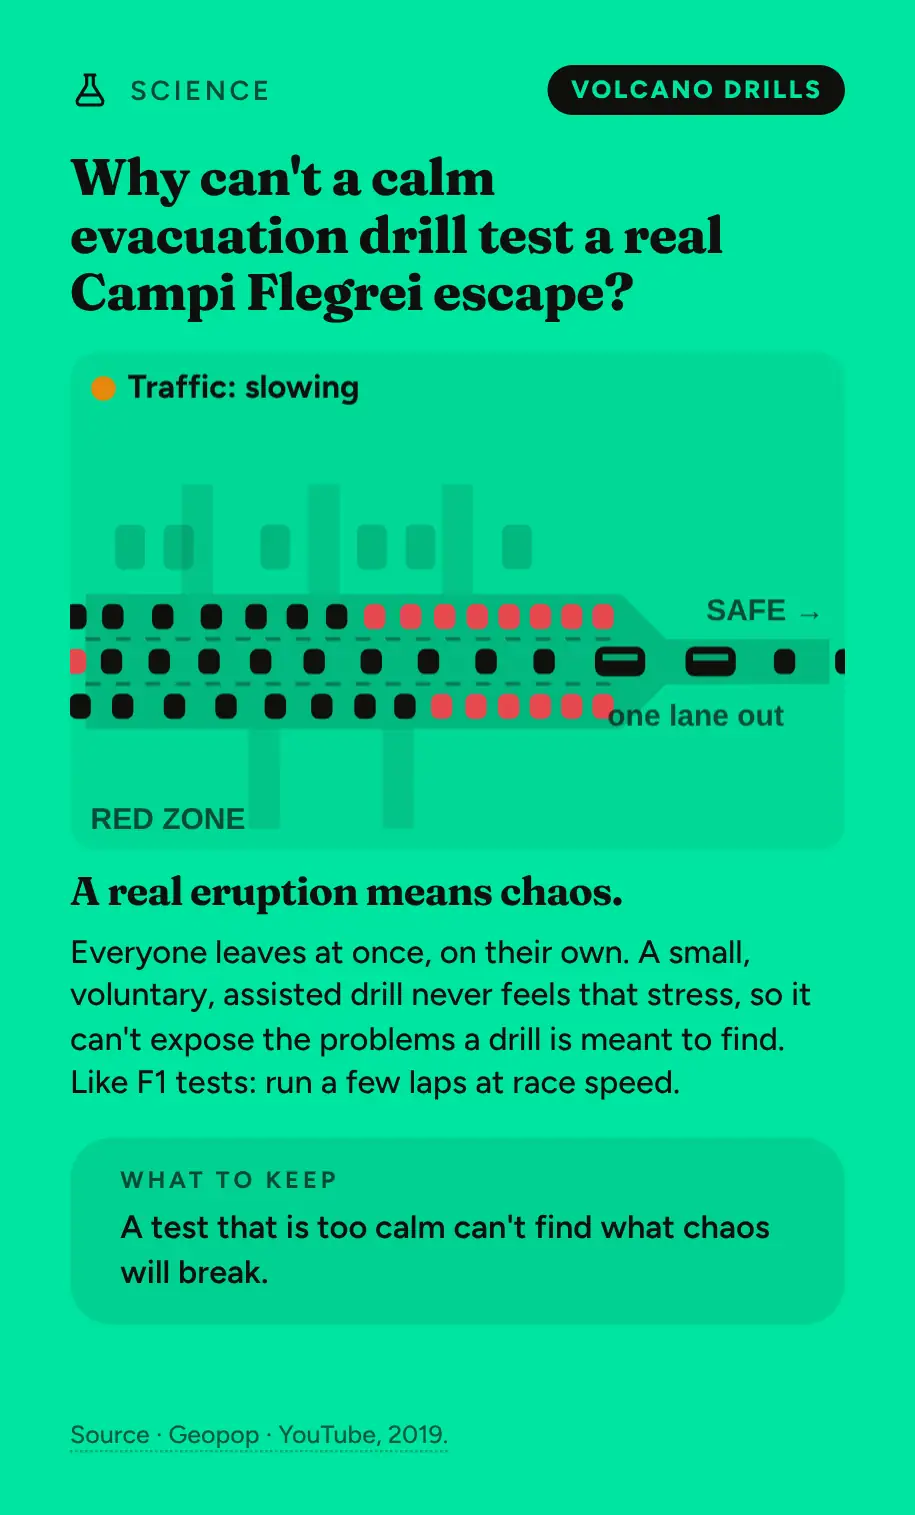 SCIENCE
VOLCANO DRILLS
Why can't a calm
evacuation drill test a real
Campi Flegrei escape?
Traffic: slowing
SAFE →
one lane out
RED ZONE
A real eruption means chaos.
Everyone leaves at once, on their own. A small,
voluntary, assisted drill never feels that stress, so it
can't expose the problems a drill is meant to find.
Like F1 tests: run a few laps at race speed.
WHAT TO KEEP
A test that is too calm can't find what chaos
will break.
Source · Geopop · YouTube, 2019.